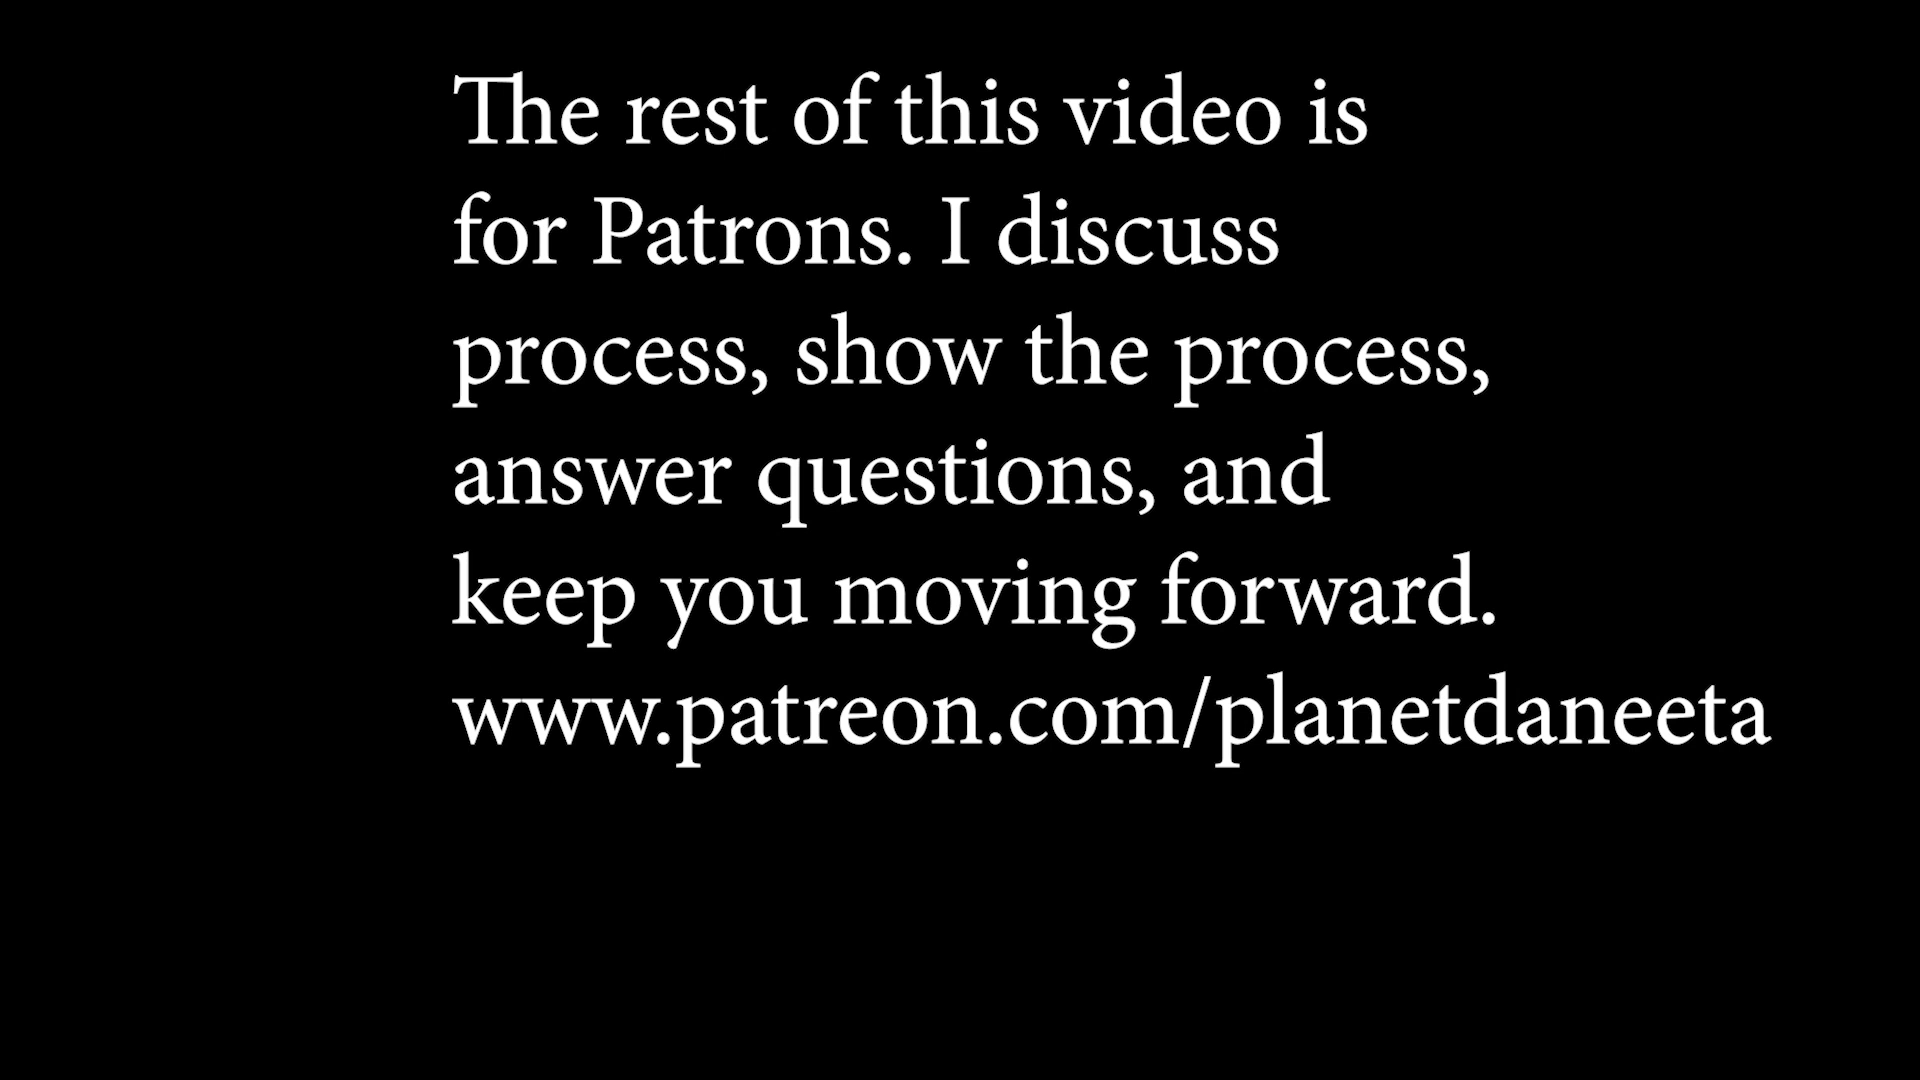 The rest of this video is
for Patrons. I discuss
process, show the process,
answer questions, and
keep you moving forward.
www.patreon.com/planetdaneeta